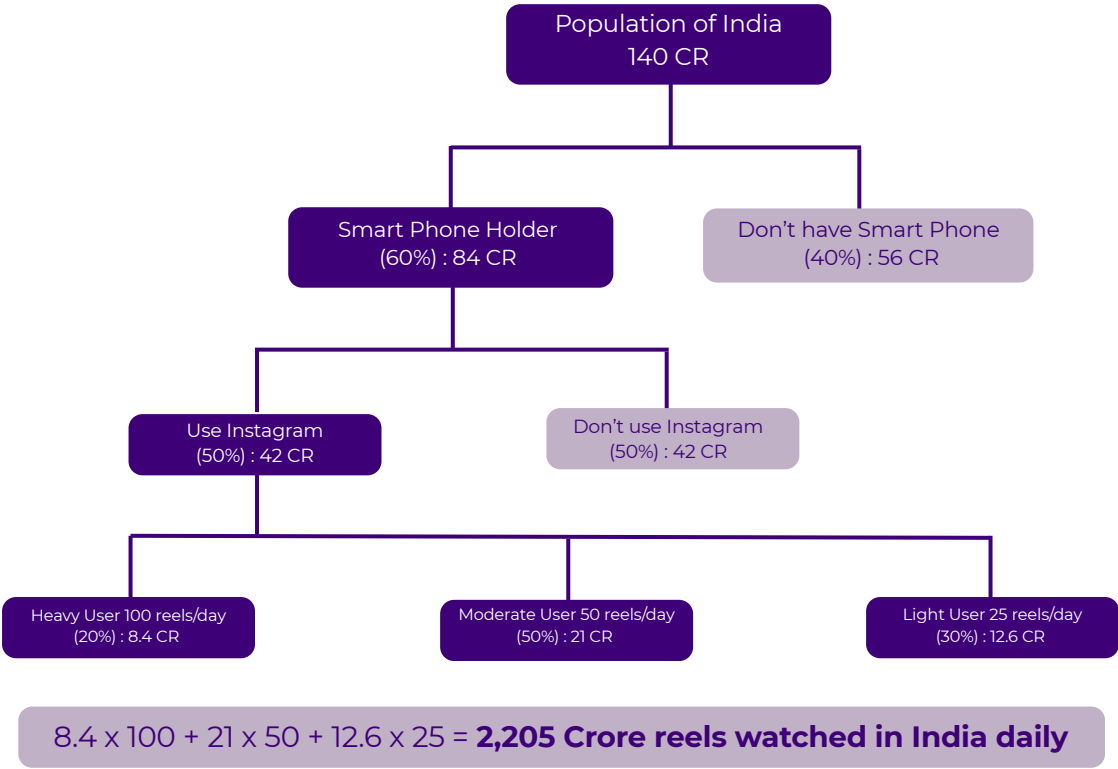 Population of India
140 CR
Smart Phone Holder
(60%) : 84 CR
Don’t have Smart Phone
(40%) : 56 CR
Use Instagram
(50%) : 42 CR
Don’t use Instagram
(50%) : 42 CR
Heavy User 100 reels/day
(20%) : 8.4 CR
Moderate User 50 reels/day
(50%) : 21 CR
Light User 25 reels/day
(30%) : 12.6 CR
8.4 x 100 + 21 x 50 + 12.6 x 25 = 2,205 Crore reels watched in India daily